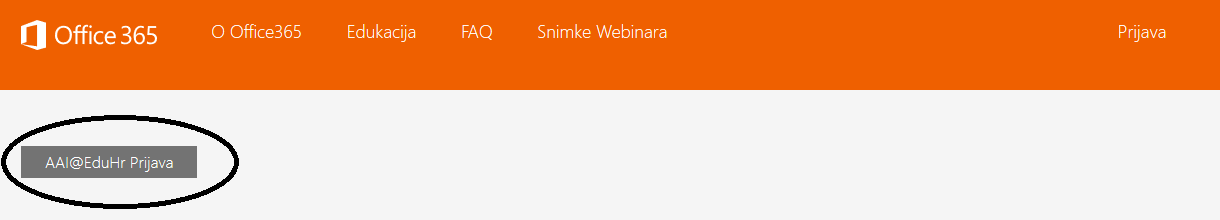 Office 365 O Office365 Edukacija FAQ Snimke Webinara Prijava
AAI@EduHr Prijava